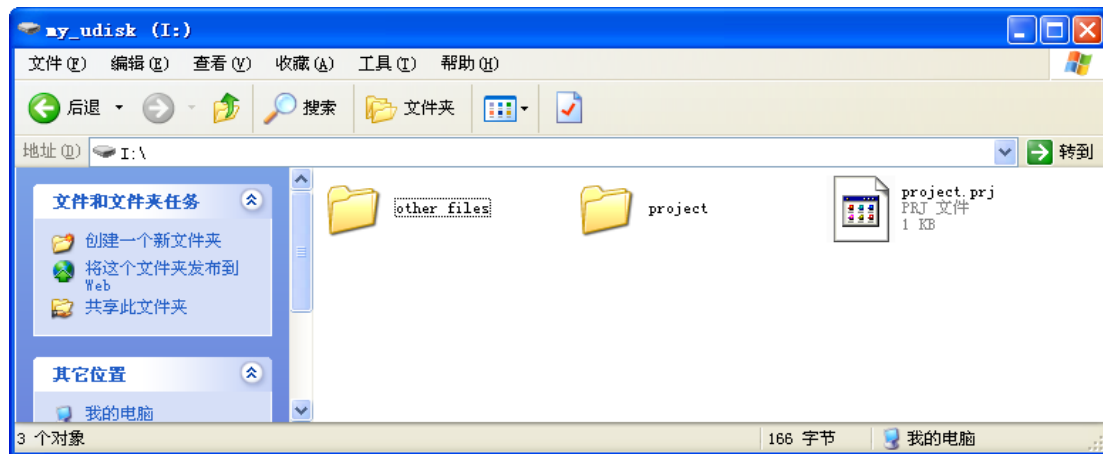 my_udisk (I:)
文件(F) 编辑(E) 查看(V) 收藏(A) 工具(T) 帮助(H)
后退 搜索 文件夹
地址(D) I:\ 转到
文件和文件夹任务
创建一个新文件夹
将这个文件夹发布到
Web
共享此文件夹
其它位置
我的电脑
other files
project
project.prj
PRJ 文件
1 KB
3 个对象 166 字节 我的电脑